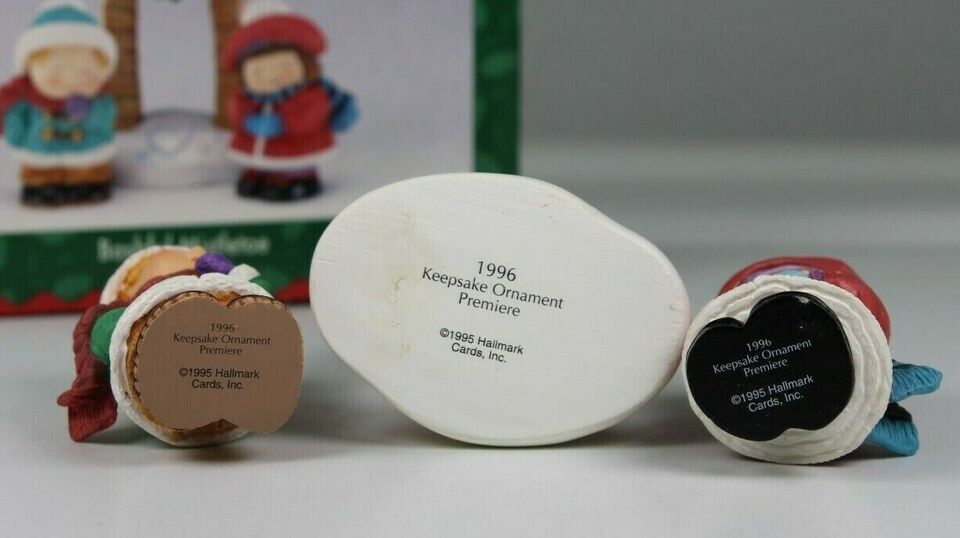 1996
Keepsake Ornament
Premiere
©1995 Hallmark
Cards, Inc.
1996
Keepsake Ornament
Premiere
©1995 Hallmark
Cards, Inc.
1996
Keepsake Ornament
Premiere
©1995 Hallmark
Cards, Inc.